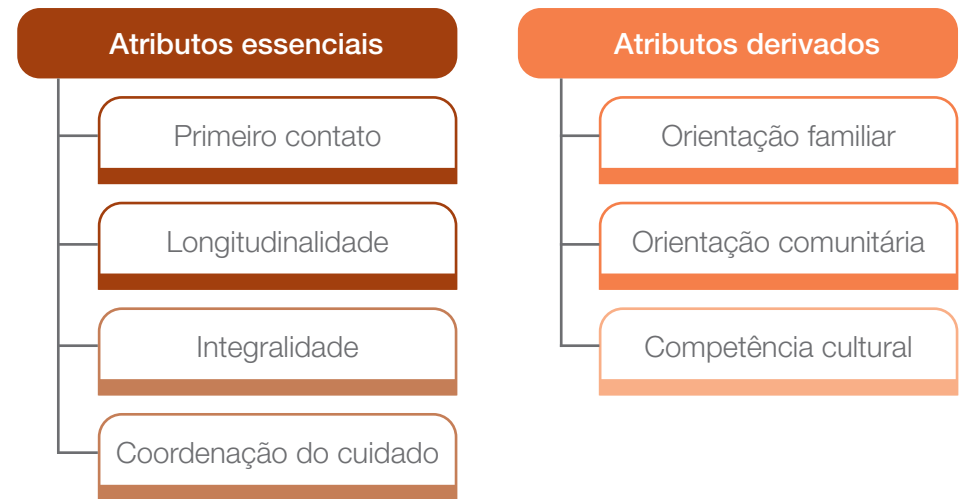 Atributos essenciais
Primeiro contato
Longitudinalidade
Integralidade
Coordenação do cuidado
Atributos derivados
Orientação familiar
Orientação comunitária
Competência cultural